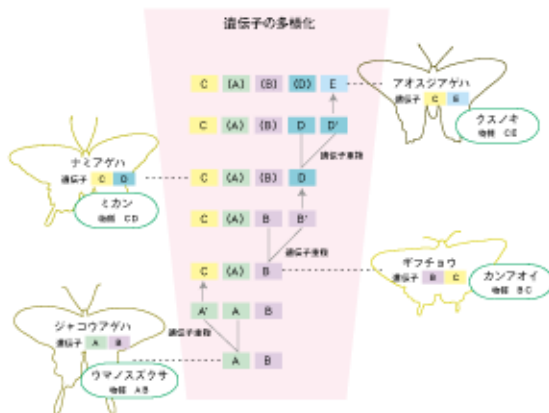 遺伝子の多様化
C (A) (B) (D) E
アオスジアゲハ
遺伝子 C E
クスノキ
物質 CE
C (A) (B) D D'
遺伝子重複
ナミアゲハ
遺伝子 C D
ミカン
物質 CD
C (A) (B) D
C (A) B B'
遺伝子重複
ギフチョウ
遺伝子 B C
カンアオイ
物質 BC
C (A) B
A' A B
遺伝子重複
ジャコウアゲハ
遺伝子 A B
ウマノスズクサ
物質 AB
A B